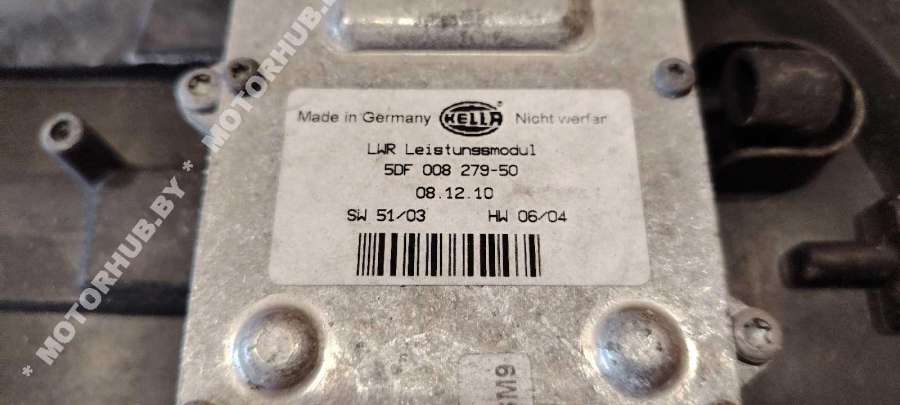 Made in Germany HELLA ® Nicht werfen
LWR Leistungsmodul
5DF 008 279-50
08.12.10
SW 51/03 HW 06/04
* MOTORHUB.BY * MOTORHUB.BY
* MOTORHUB.BY *